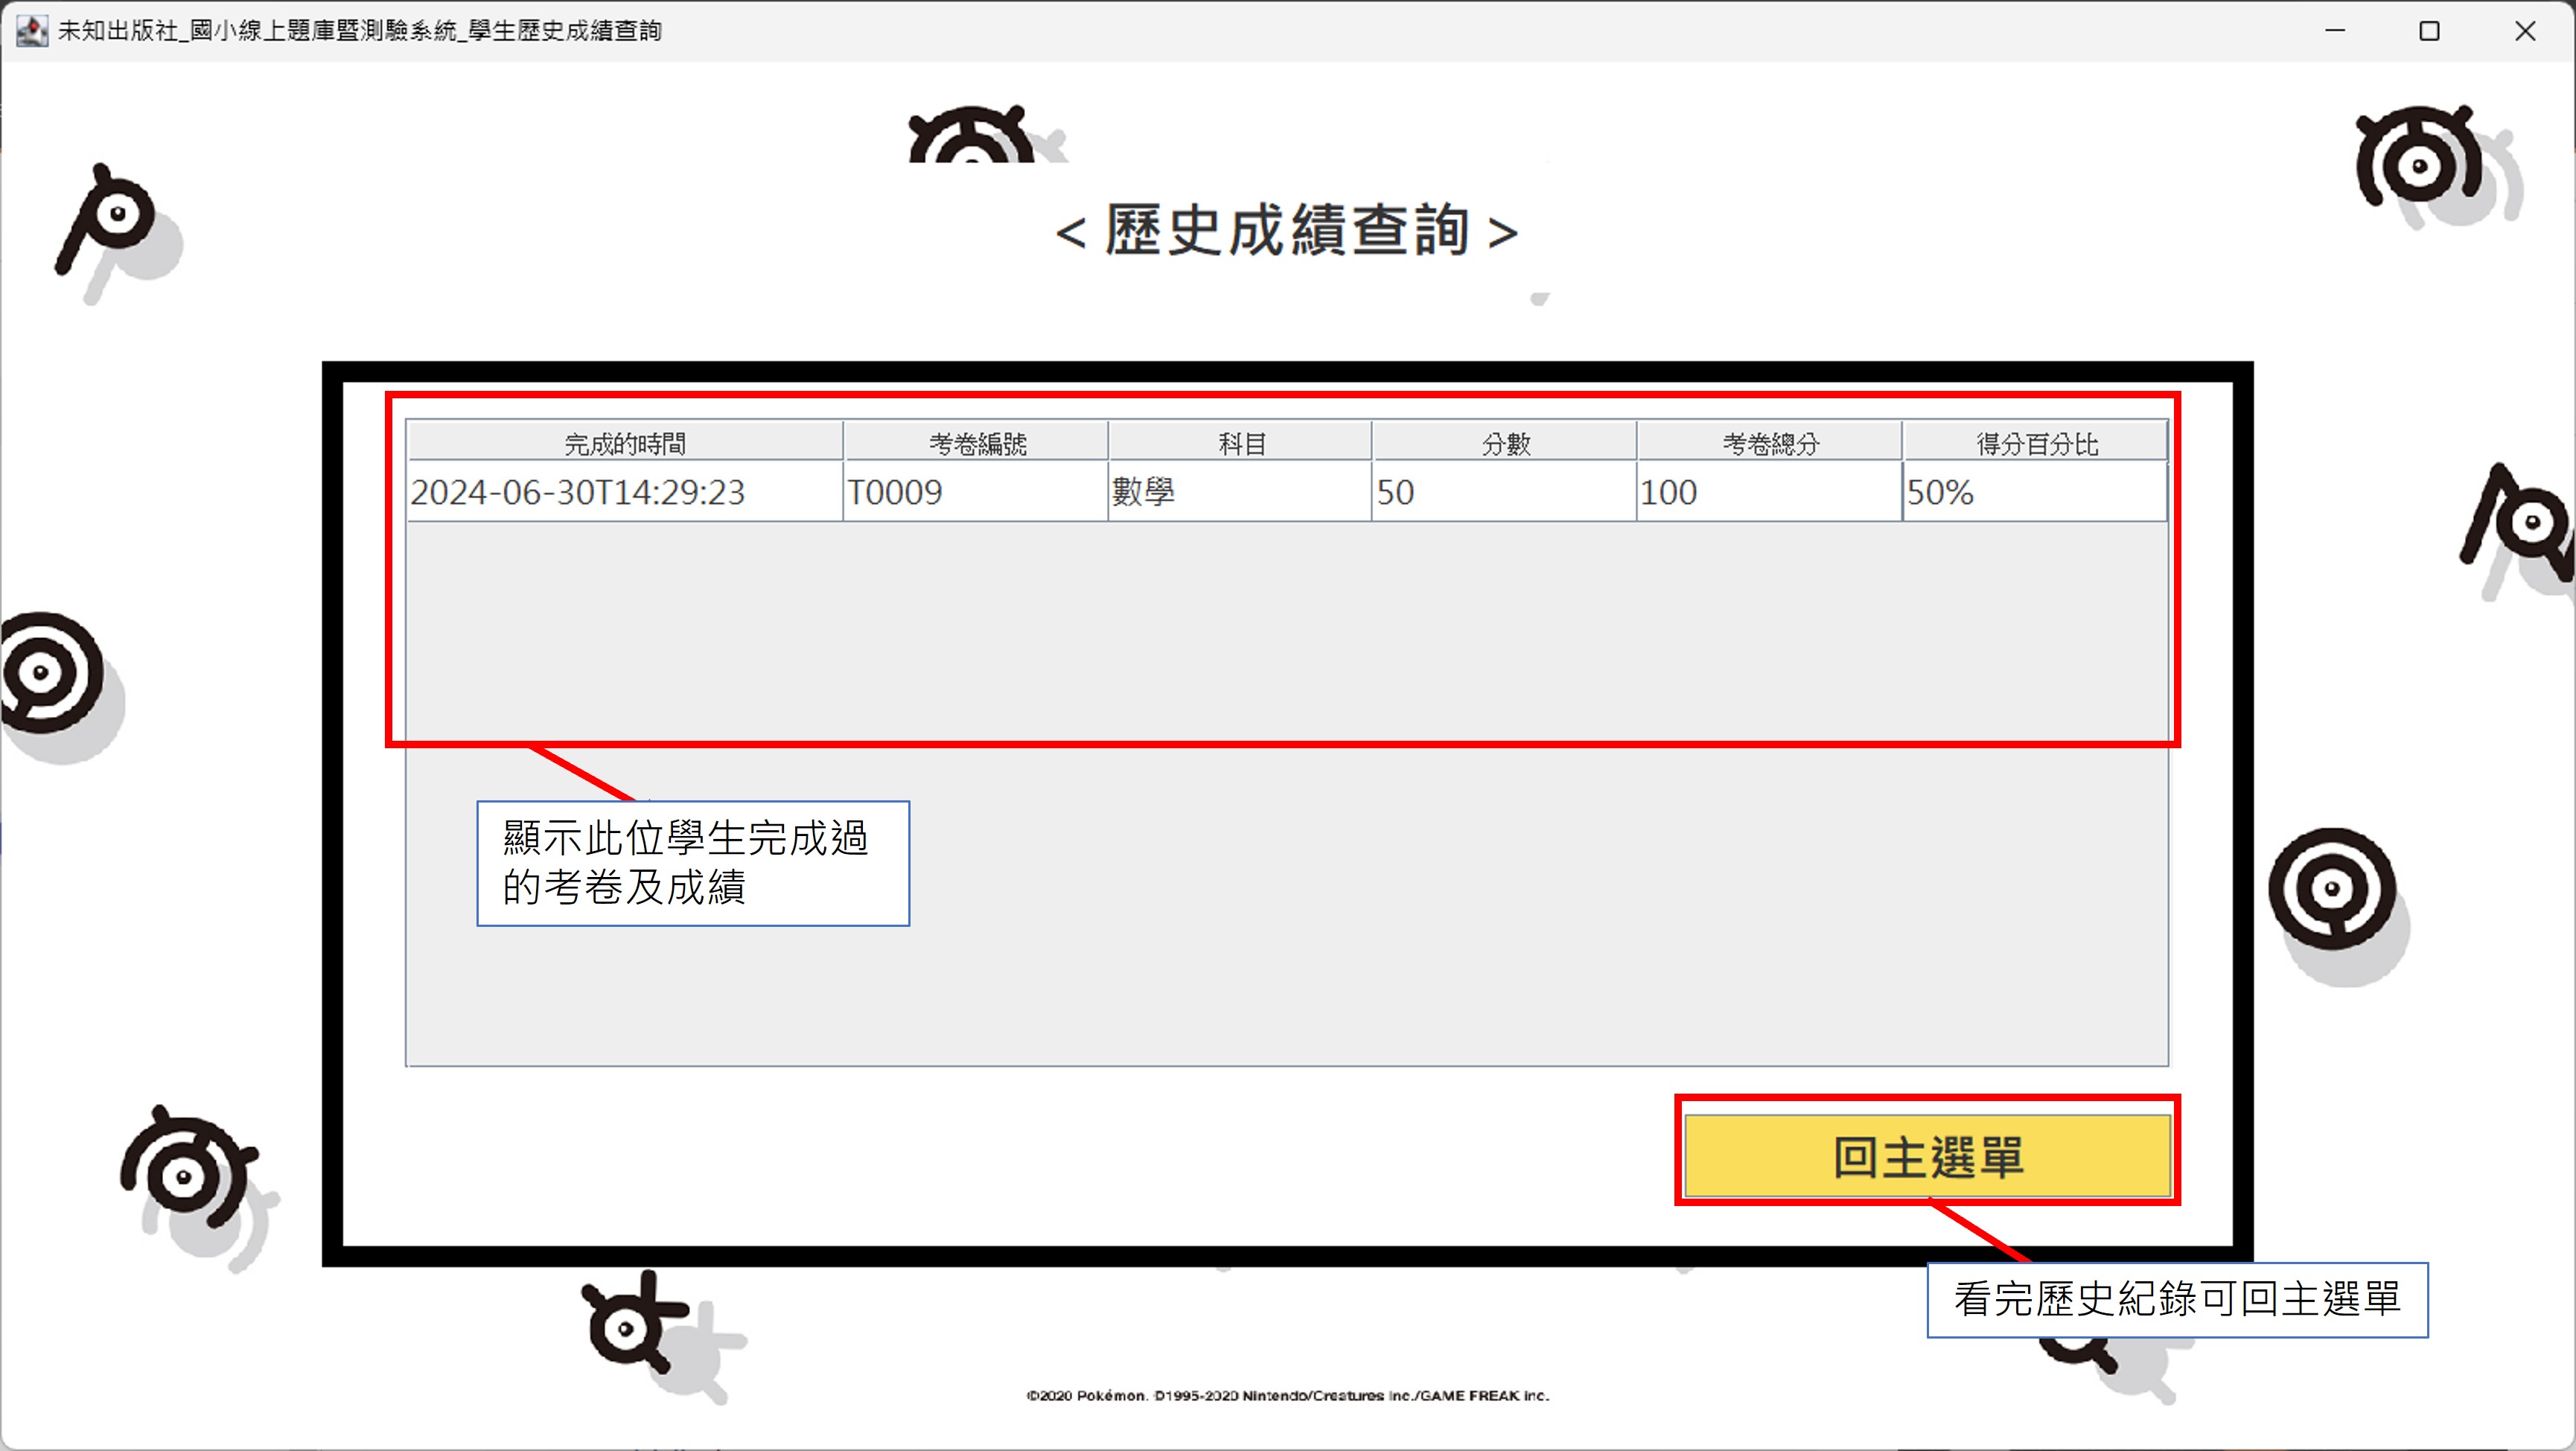 未知出版社_國小線上題庫暨測驗系統_學生歷史成績查詢
<歷史成績查詢>
完成的時間 考卷編號 科目 分數 考卷總分 得分百分比
2024-06-30T14:29:23 T0009 數學 50 100 50%
顯示此位學生完成過
的考卷及成績
回主選單
看完歷史紀錄可回主選單
©2020 Pokémon. ©1995-2020 Nintendo/Creatures Inc./GAME FREAK inc.